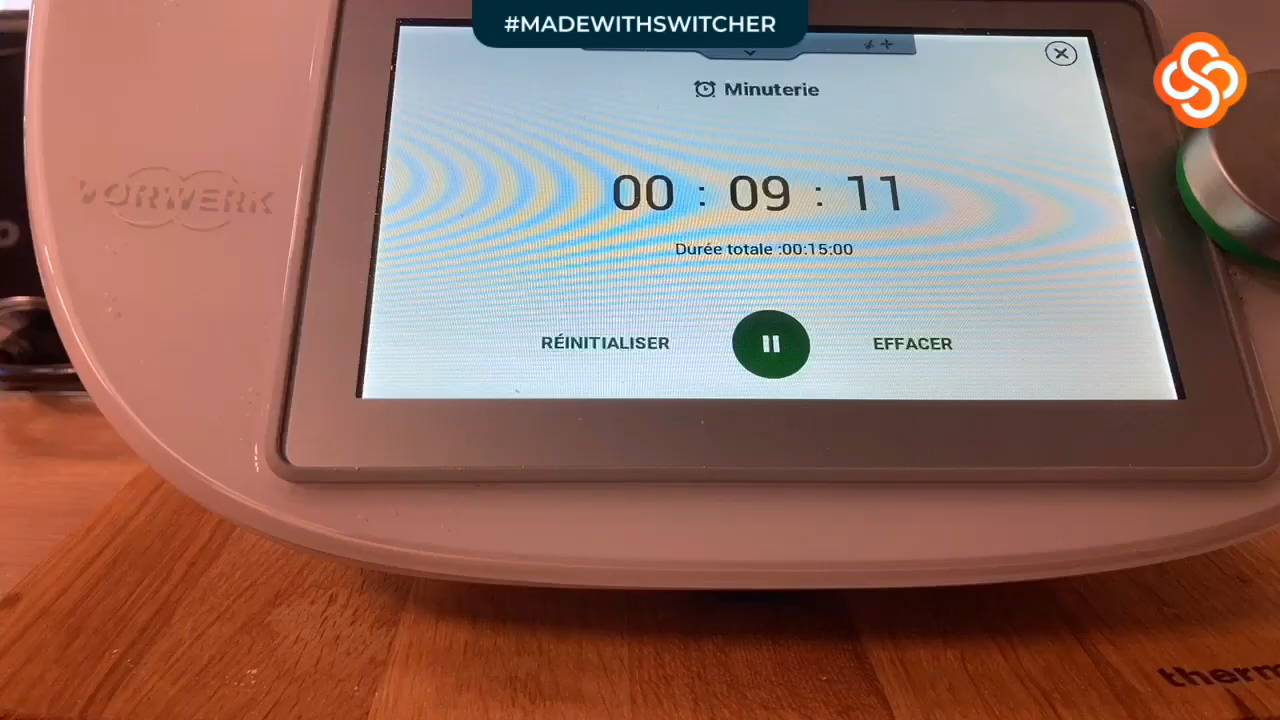 #MADEWITHSWITCHER
Minuterie
VORWERK
00 : 09 : 11
Durée totale :00:15:00
RÉINITIALISER
EFFACER
therm